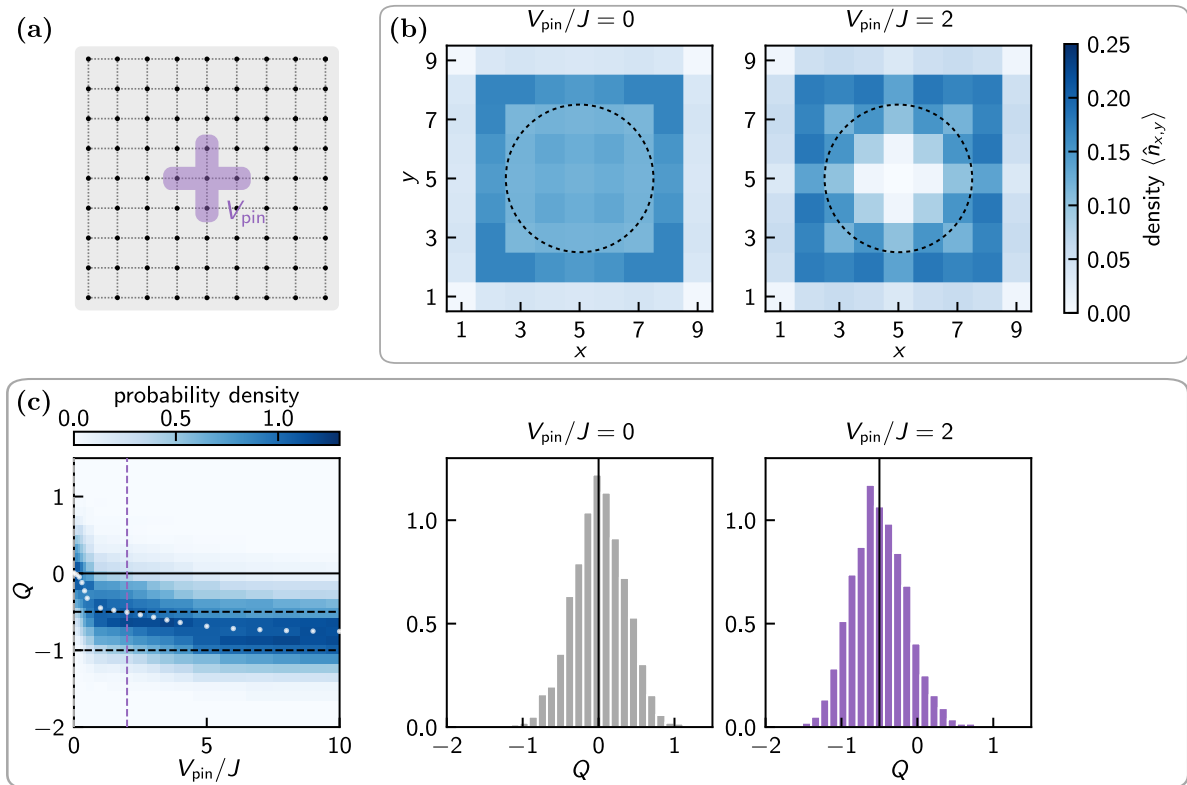 (a)
V_pin
(b)
V_pin/J = 0
V_pin/J = 2
9
7
5
3
1
y
1 3 5 7 9
x
9
7
5
3
1
1 3 5 7 9
x
0.25
0.20
0.15
0.10
0.05
0.00
density ⟨n̂_{x,y}⟩
(c)
probability density
0.0 0.5 1.0
1
0
−1
−2
Q
0 5 10
V_pin/J
V_pin/J = 0
1.0
0.5
0.0
−2 −1 0 1
Q
V_pin/J = 2
1.0
0.5
0.0
−2 −1 0 1
Q